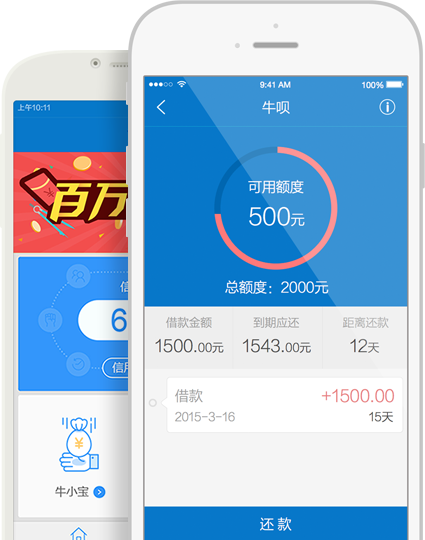 上午10:11
百万
信
6
信用
牛小宝
9:41 AM
100%
牛呗
可用额度
500元
总额度：2000元
借款金额 到期应还 距离还款
1500.00元 1543.00元 12天
借款 +1500.00
2015-3-16 15天
还 款